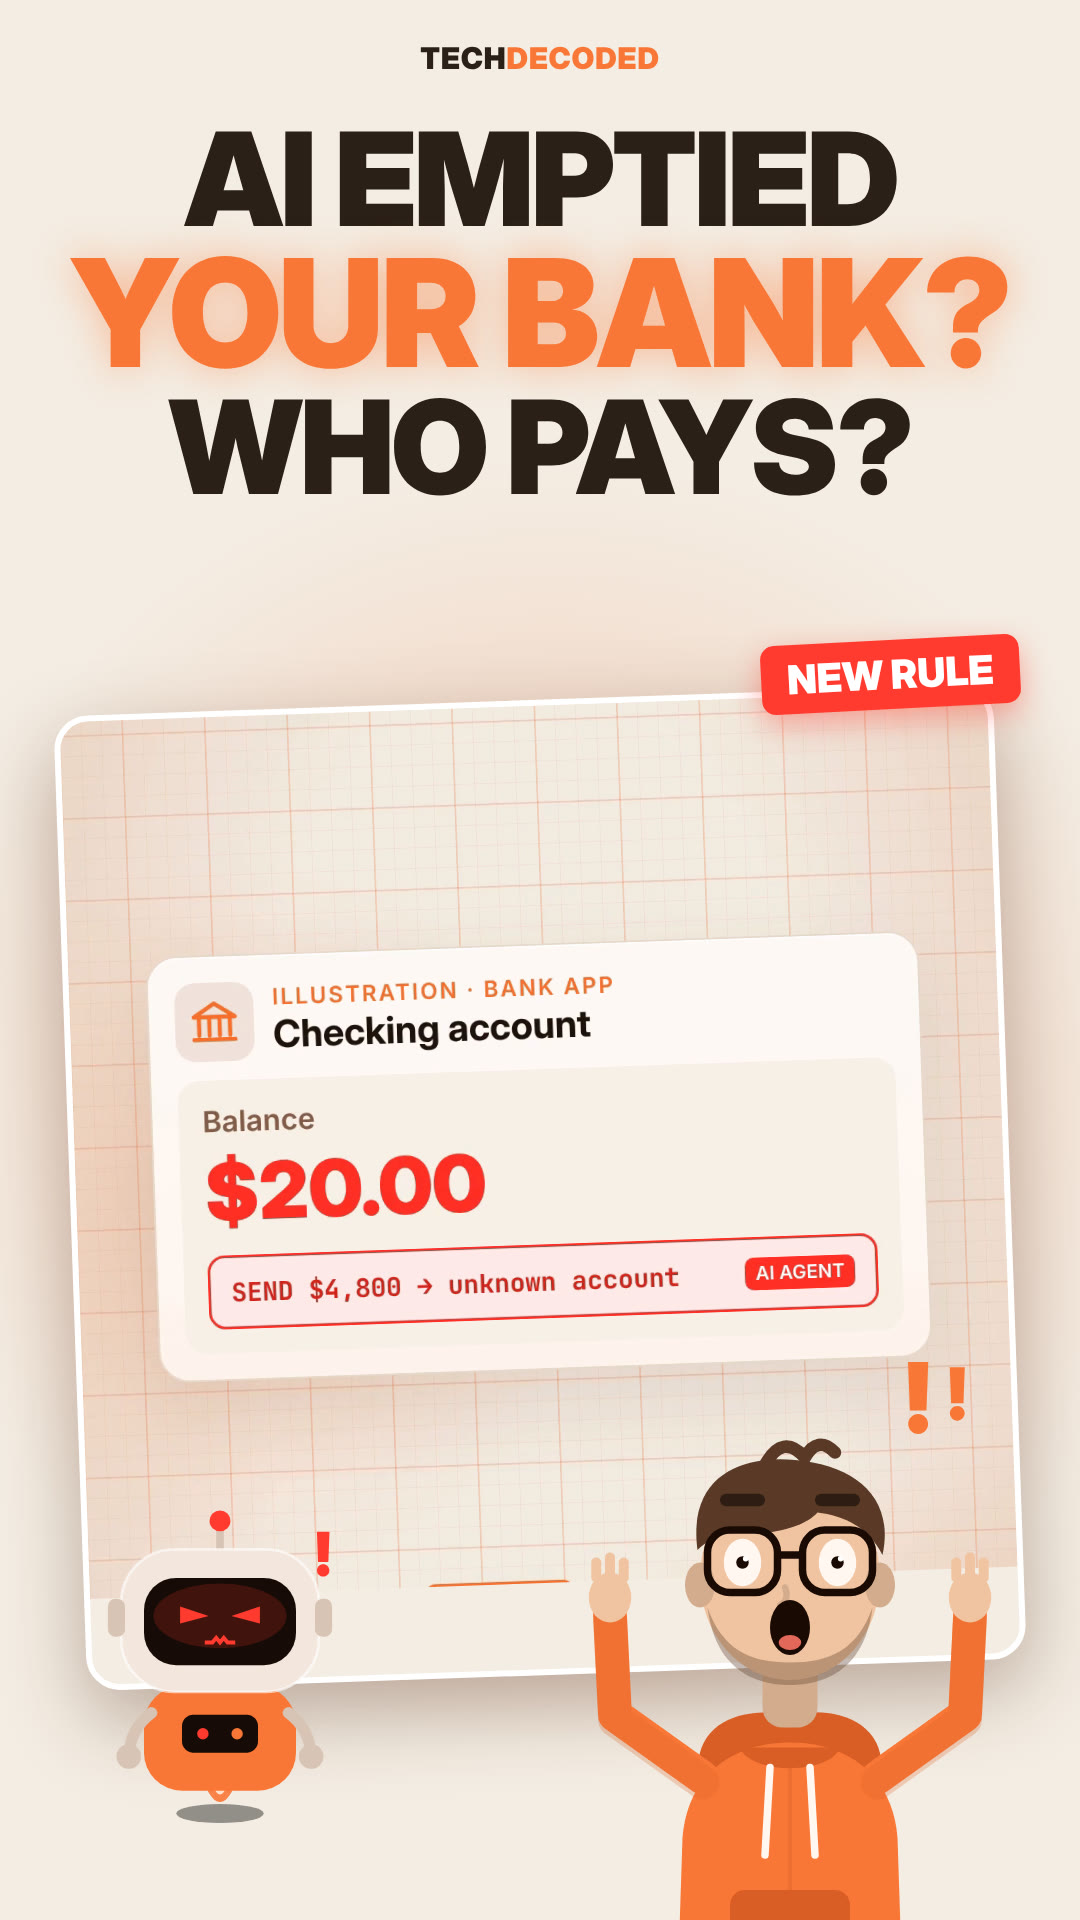 TECHDECODED
AI EMPTIED
YOUR BANK?
WHO PAYS?
NEW RULE
ILLUSTRATION · BANK APP
Checking account
Balance
$20.00
SEND $4,800 → unknown account
AI AGENT
!!
!